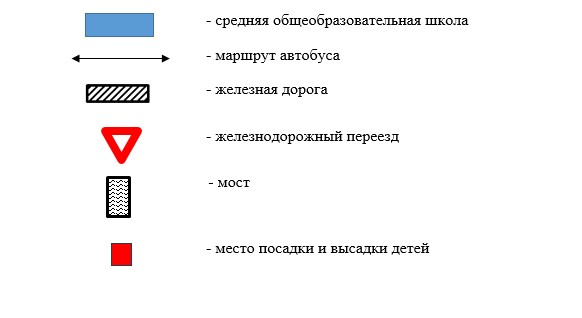 - средняя общеобразовательная школа
- маршрут автобуса
- железная дорога
- железнодорожный переезд
- мост
- место посадки и высадки детей